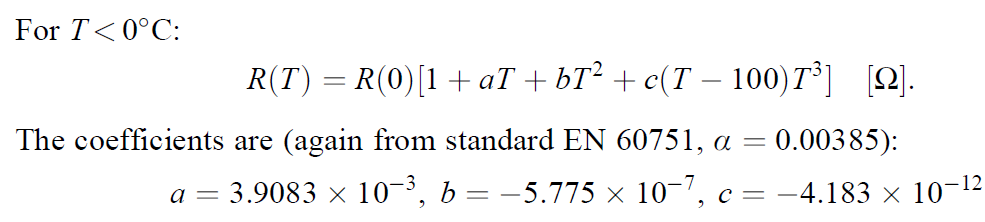 For T < 0°C:
R(T) = R(0)[1 + aT + bT² + c(T − 100)T³] [Ω].
The coefficients are (again from standard EN 60751, α = 0.00385):
a = 3.9083 × 10⁻³, b = −5.775 × 10⁻⁷, c = −4.183 × 10⁻¹²